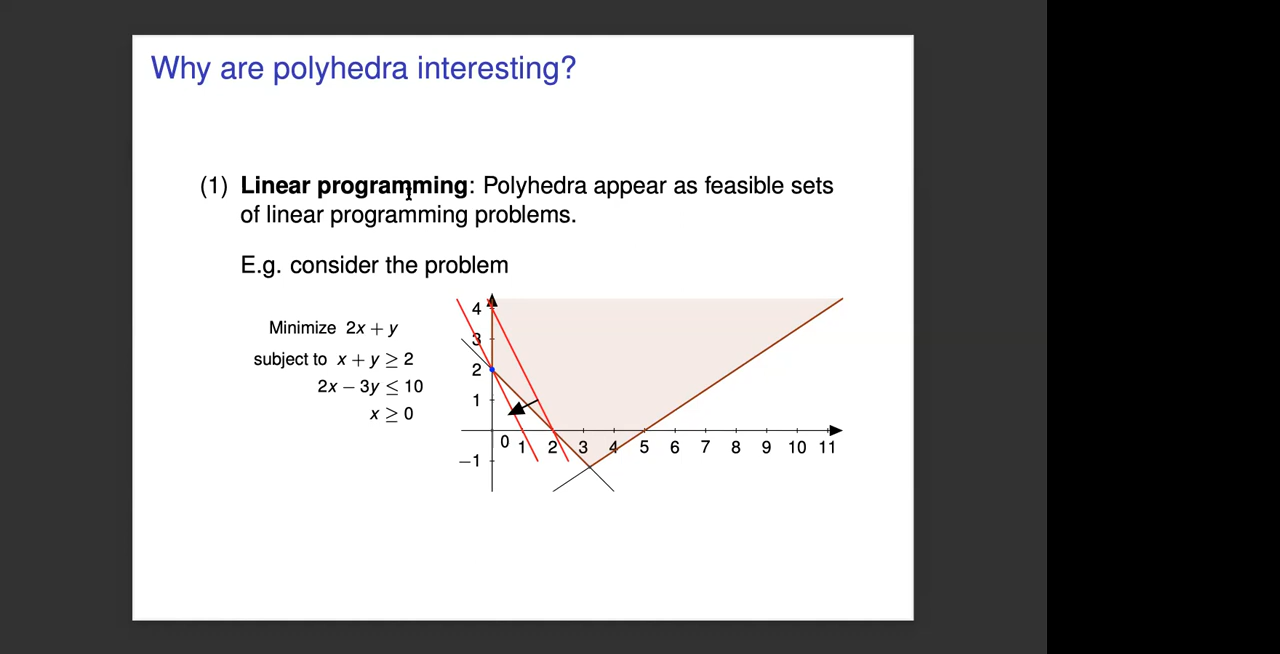 Why are polyhedra interesting?
(1) Linear programming: Polyhedra appear as feasible sets
of linear programming problems.
E.g. consider the problem
Minimize 2x + y
subject to x + y ≥ 2
2x − 3y ≤ 10
x ≥ 0
4
3
2
1
0 1 2 3 4 5 6 7 8 9 10 11
−1